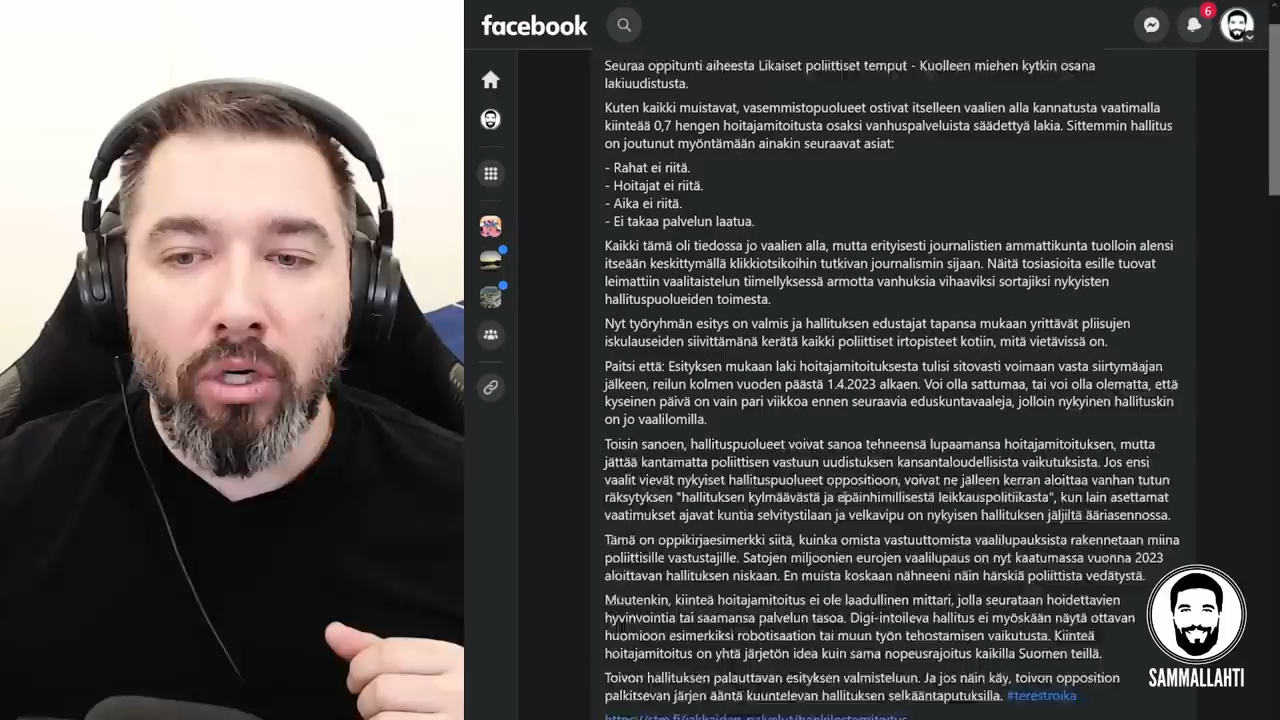 facebook
6
Seuraa oppitunti aiheesta Likaiset poliittiset temput - Kuolleen miehen kytkin osana
lakiuudistusta.
Kuten kaikki muistavat, vasemmistopuolueet ostivat itselleen vaalien alla kannatusta vaatimalla
kiinteää 0,7 hengen hoitajamitoitusta osaksi vanhuspalveluista säädettyä lakia. Sittemmin hallitus
on joutunut myöntämään ainakin seuraavat asiat:
- Rahat ei riitä.
- Hoitajat ei riitä.
- Aika ei riitä.
- Ei takaa palvelun laatua.
Kaikki tämä oli tiedossa jo vaalien alla, mutta erityisesti journalistien ammattikunta tuolloin alensi
itseään keskittymällä klikkiotsikoihin tutkivan journalismin sijaan. Näitä tosiasioita esille tuovat
leimattiin vaalitaistelun tiimellyksessä armotta vanhuksia vihaaviksi sortajiksi nykyisten
hallituspuolueiden toimesta.
Nyt työryhmän esitys on valmis ja hallituksen edustajat tapansa mukaan yrittävät pliisujen
iskulauseiden siivittämänä kerätä kaikki poliittiset irtopisteet kotiin, mitä vietävissä on.
Paitsi että: Esityksen mukaan laki hoitajamitoituksesta tulisi sitovasti voimaan vasta siirtymäajan
jälkeen, reilun kolmen vuoden päästä 1.4.2023 alkaen. Voi olla sattumaa, tai voi olla olematta, että
kyseinen päivä on vain pari viikkoa ennen seuraavia eduskuntavaaleja, jolloin nykyinen hallituskin
on jo vaalilomilla.
Toisin sanoen, hallituspuolueet voivat sanoa tehneensä lupaamansa hoitajamitoituksen, mutta
jättää kantamatta poliittisen vastuun uudistuksen kansantaloudellisista vaikutuksista. Jos ensi
vaalit vievät nykyiset hallituspuolueet oppositioon, voivat ne jälleen kerran aloittaa vanhan tutun
räksytyksen "hallituksen kylmäävästä ja epäinhimillisestä leikkauspolitiikasta", kun lain asettamat
vaatimukset ajavat kuntia selvitystilaan ja velkavipu on nykyisen hallituksen jäljiltä ääriasennossa.
Tämä on oppikirjaesimerkki siitä, kuinka omista vastuuttomista vaalilupauksista rakennetaan miina
poliittisille vastustajille. Satojen miljoonien eurojen vaalilupaus on nyt kaatumassa vuonna 2023
aloittavan hallituksen niskaan. En muista koskaan nähneeni näin härskiä poliittista vedätystä.
Muutenkin, kiinteä hoitajamitoitus ei ole laadullinen mittari, jolla seurataan hoidettavien
hyvinvointia tai saamansa palvelun tasoa. Digi-intoileva hallitus ei myöskään näytä ottavan
huomioon esimerkiksi robotisaation tai muun työn tehostamisen vaikutusta. Kiinteä
hoitajamitoitus on yhtä järjetön idea kuin sama nopeusrajoitus kaikilla Suomen teillä.
Toivon hallituksen palauttavan esityksen valmisteluun. Ja jos näin käy, toivon opposition
palkitsevan järjen ääntä kuuntelevan hallituksen selkääntaputuksilla. #terestroika
https://stm.fi/iakkaiden-palvelut/henkilostomitoitus
SAMMALLAHTI